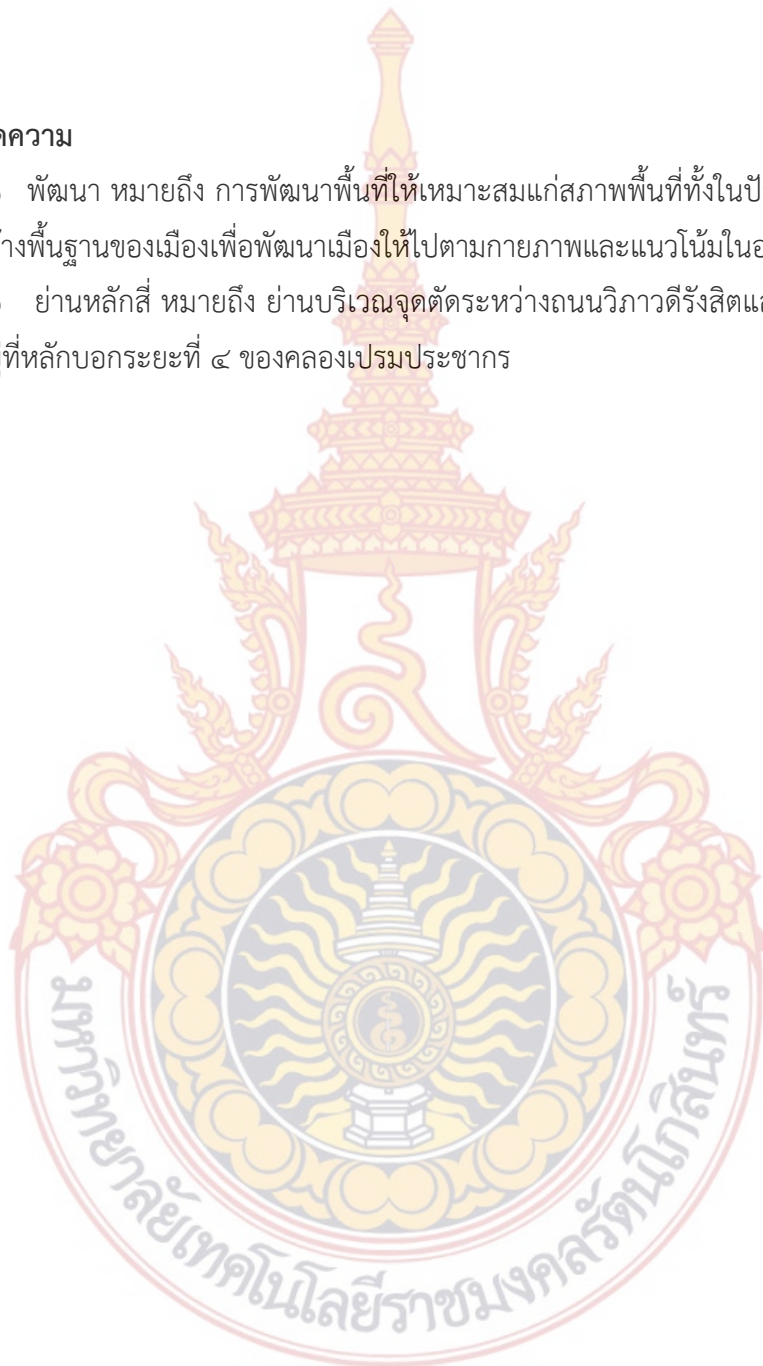 ความ
พัฒนา หมายถึง การพัฒนาพื้นที่ให้เหมาะสมแก่สภาพพื้นที่ทั้งใน
พื้นฐานของเมืองเพื่อพัฒนาเมืองให้ไปตามกายภาพและแนวโน้มใน
ย่านหลักสี่ หมายถึง ย่านบริเวณจุดตัดระหว่างถนนวิภาวดีรังสิต
ที่หลักบอกระยะที่ ๔ ของคลองเปรมประชากร
มหาวิทยาลัยเทคโนโลยีราชมงคลรัตนโกสินทร์